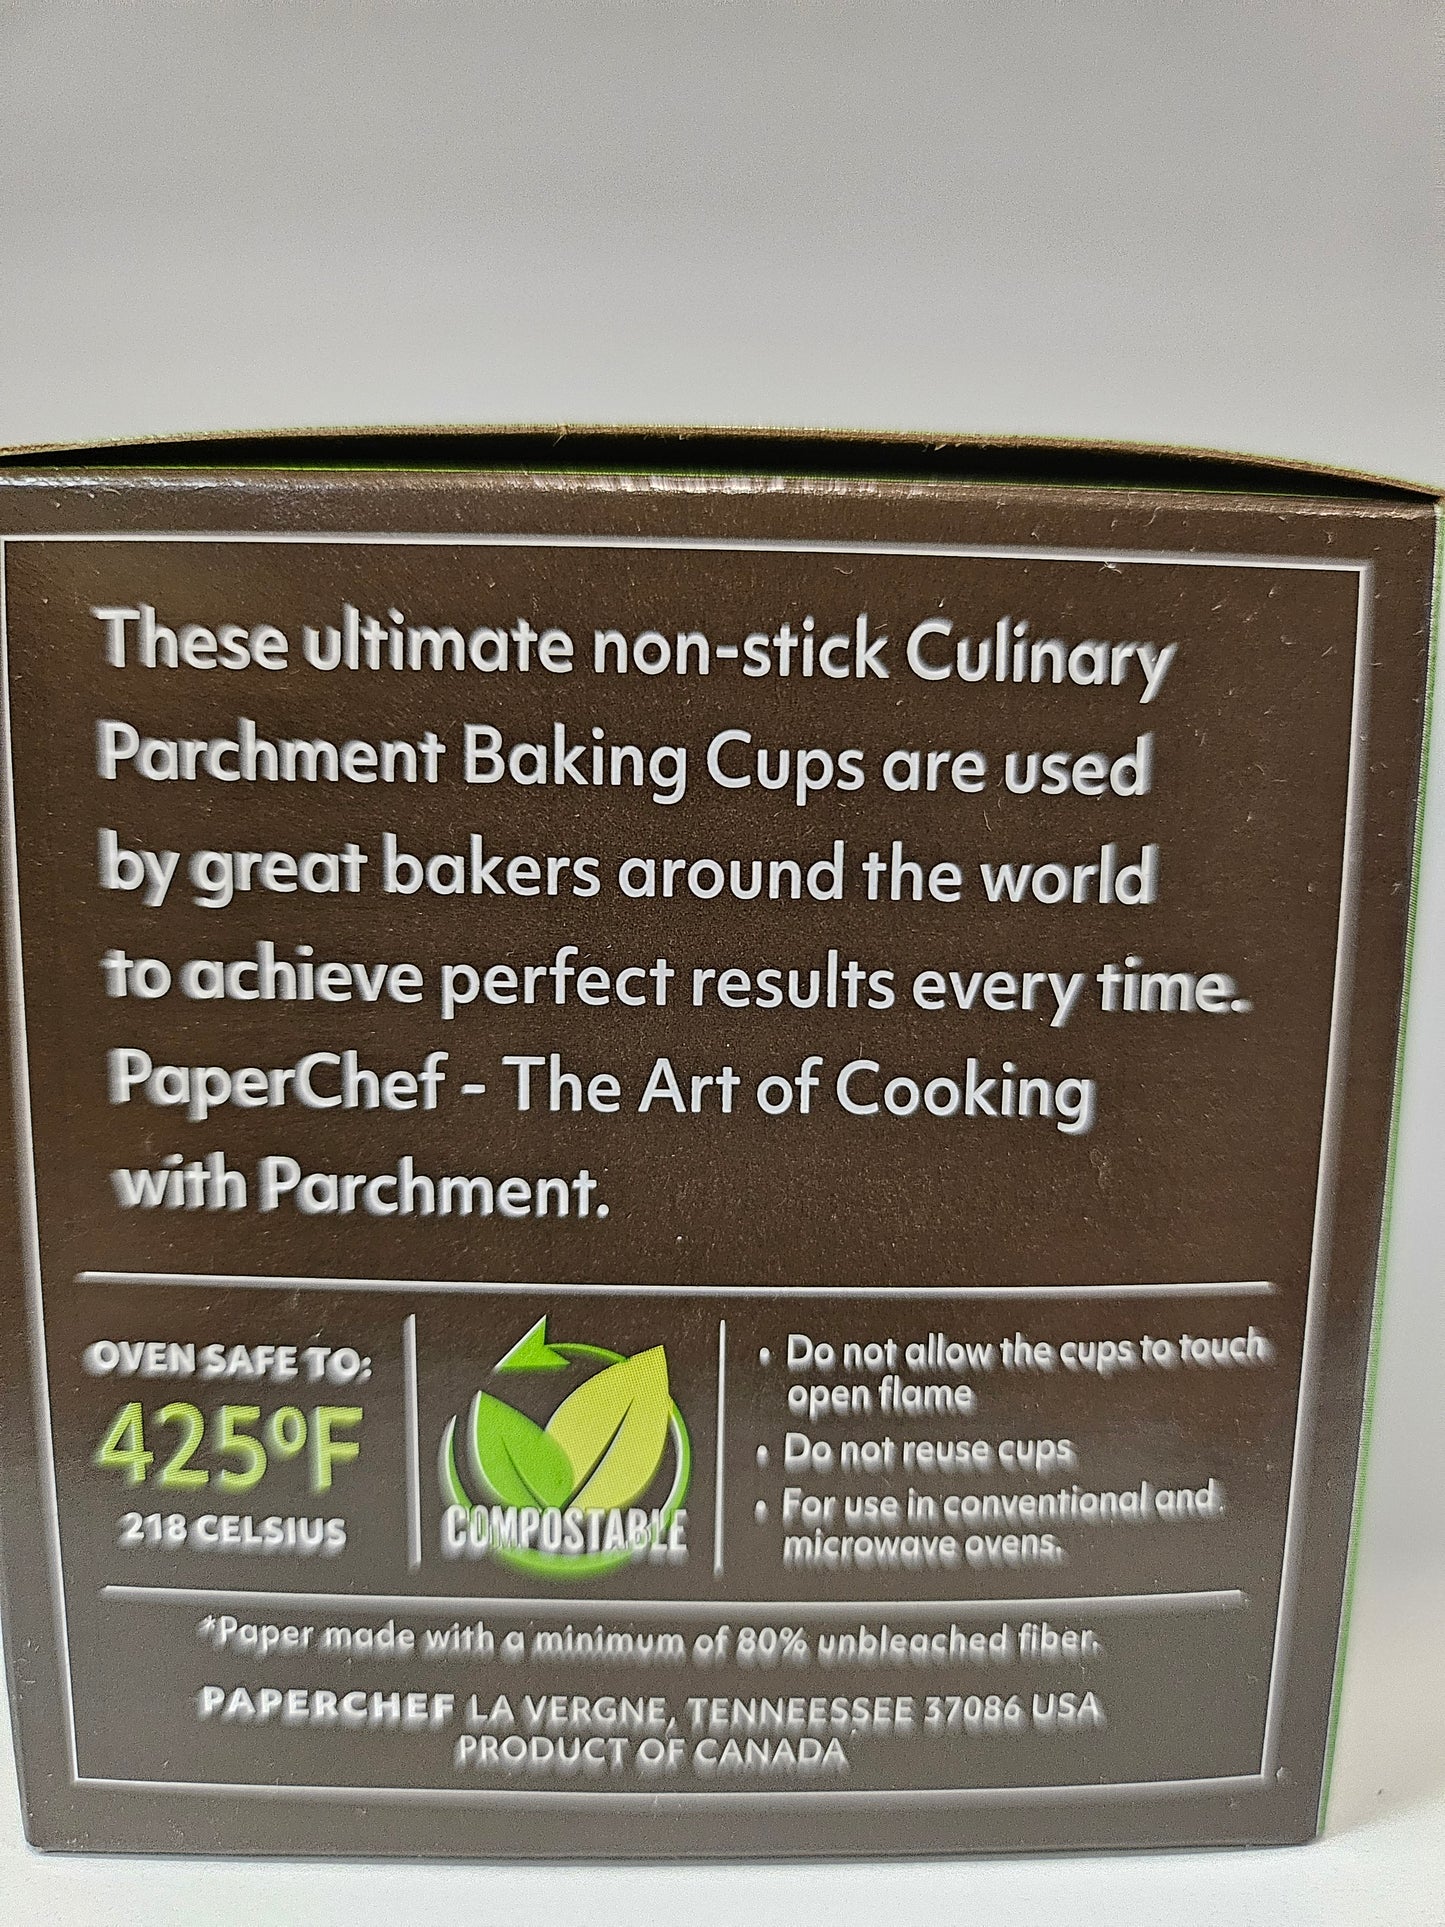 These ultimate non-stick Culinary
Parchment Baking Cups are used
by great bakers around the world
to achieve perfect results every time.
PaperChef - The Art of Cooking
with Parchment.
OVEN SAFE TO:
425ºF
218 CELSIUS
COMPOSTABLE
• Do not allow the cups to touch
open flame
• Do not reuse cups
• For use in conventional and
microwave ovens.
*Paper made with a minimum of 80% unbleached fiber.
PAPERCHEF LA VERGNE, TENNEESSEE 37086 USA
PRODUCT OF CANADA